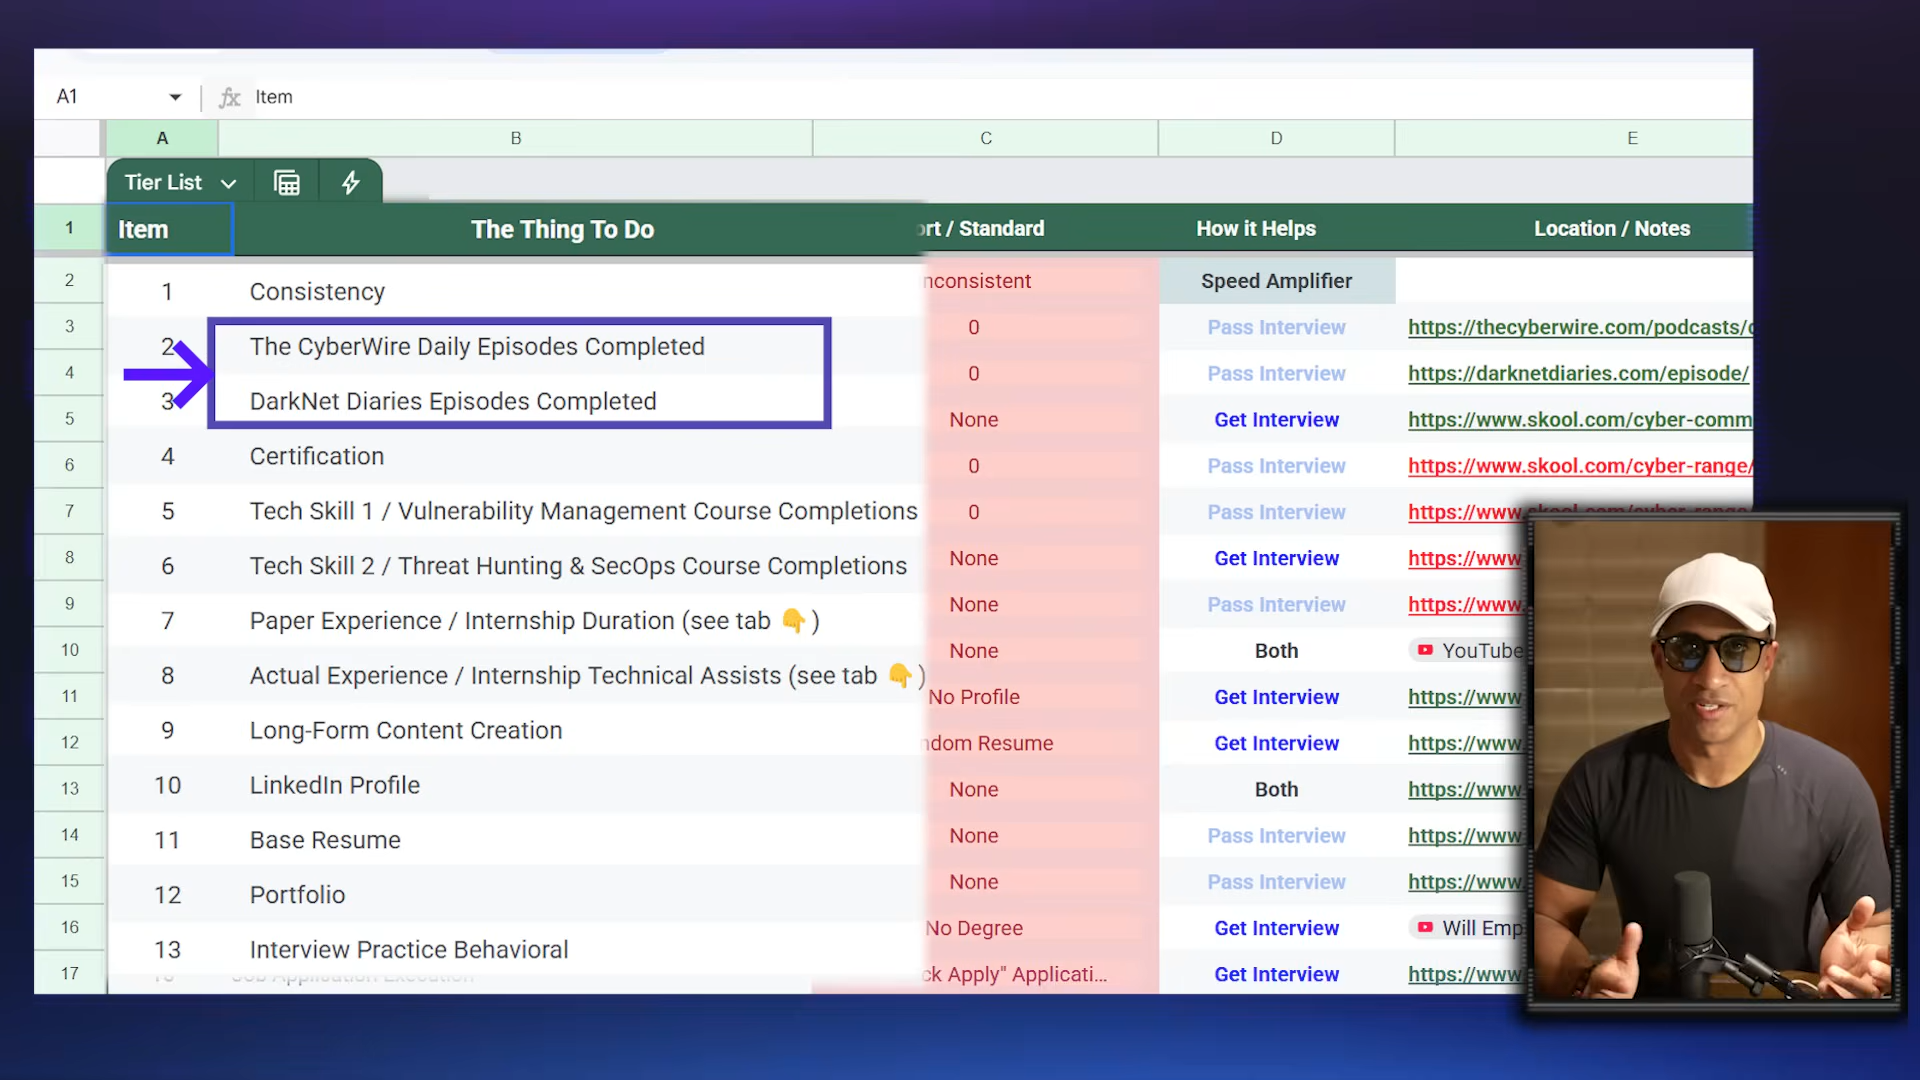 A1 fx Item
A B C D E
Tier List
1 Item The Thing To Do ort / Standard How it Helps Location / Notes
2 1 Consistency nconsistent Speed Amplifier
3 2 The CyberWire Daily Episodes Completed 0 Pass Interview https://thecyberwire.com/podcasts/
4 3 DarkNet Diaries Episodes Completed 0 Pass Interview https://darknetdiaries.com/episode/
5 4 Certification None Get Interview https://www.skool.com/cyber-comm
6 5 Tech Skill 1 / Vulnerability Management Course Completions 0 Pass Interview https://www.skool.com/cyber-range/
7 6 Tech Skill 2 / Threat Hunting & SecOps Course Completions 0 Pass Interview https://www.skool.com/cyber-range
8 7 Paper Experience / Internship Duration (see tab 👇 ) None Get Interview https://www.
9 8 Actual Experience / Internship Technical Assists (see tab 👇 ) None Pass Interview https://www.
10 9 Long-Form Content Creation None Both YouTube
11 10 LinkedIn Profile No Profile Get Interview https://www.
12 11 Base Resume ndom Resume Get Interview https://www.
13 12 Portfolio None Both https://www.
14 13 Interview Practice Behavioral None Pass Interview https://www.
15 None Pass Interview https://www.
16 No Degree Get Interview Will Emp
17 Job Application Execution ck Apply" Applicati... Get Interview https://www.